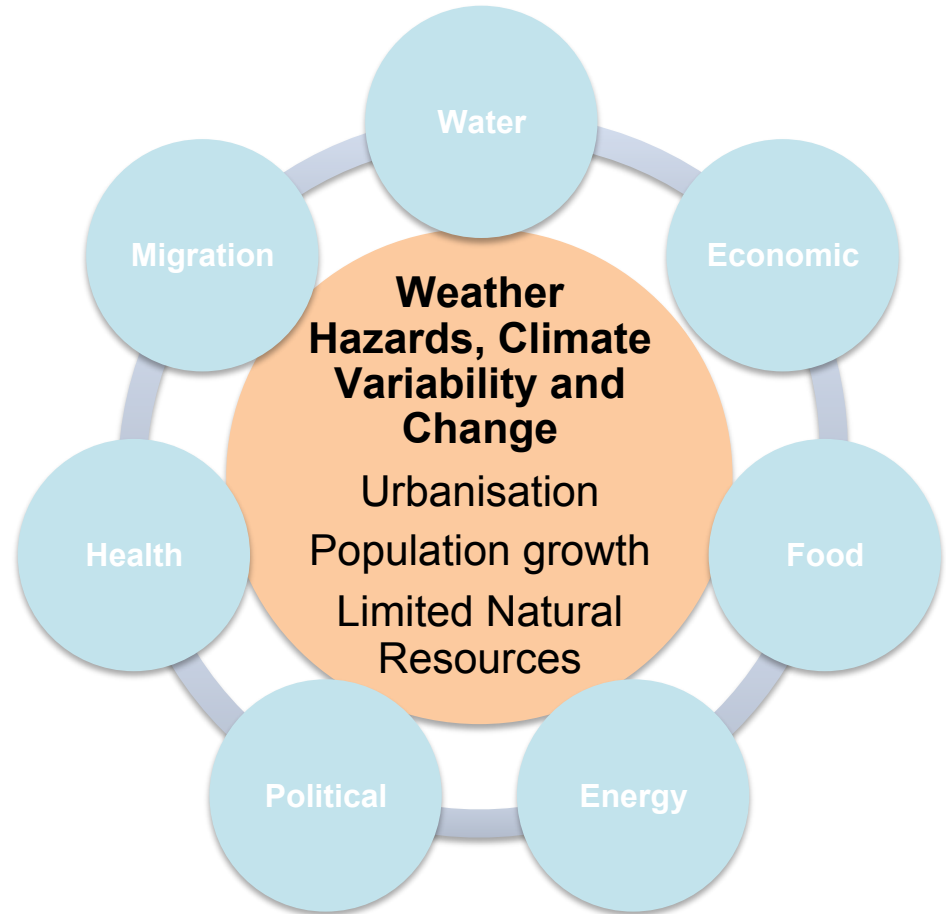 Water
Economic
Food
Energy
Political
Health
Migration
Weather
Hazards, Climate
Variability and
Change
Urbanisation
Population growth
Limited Natural
Resources